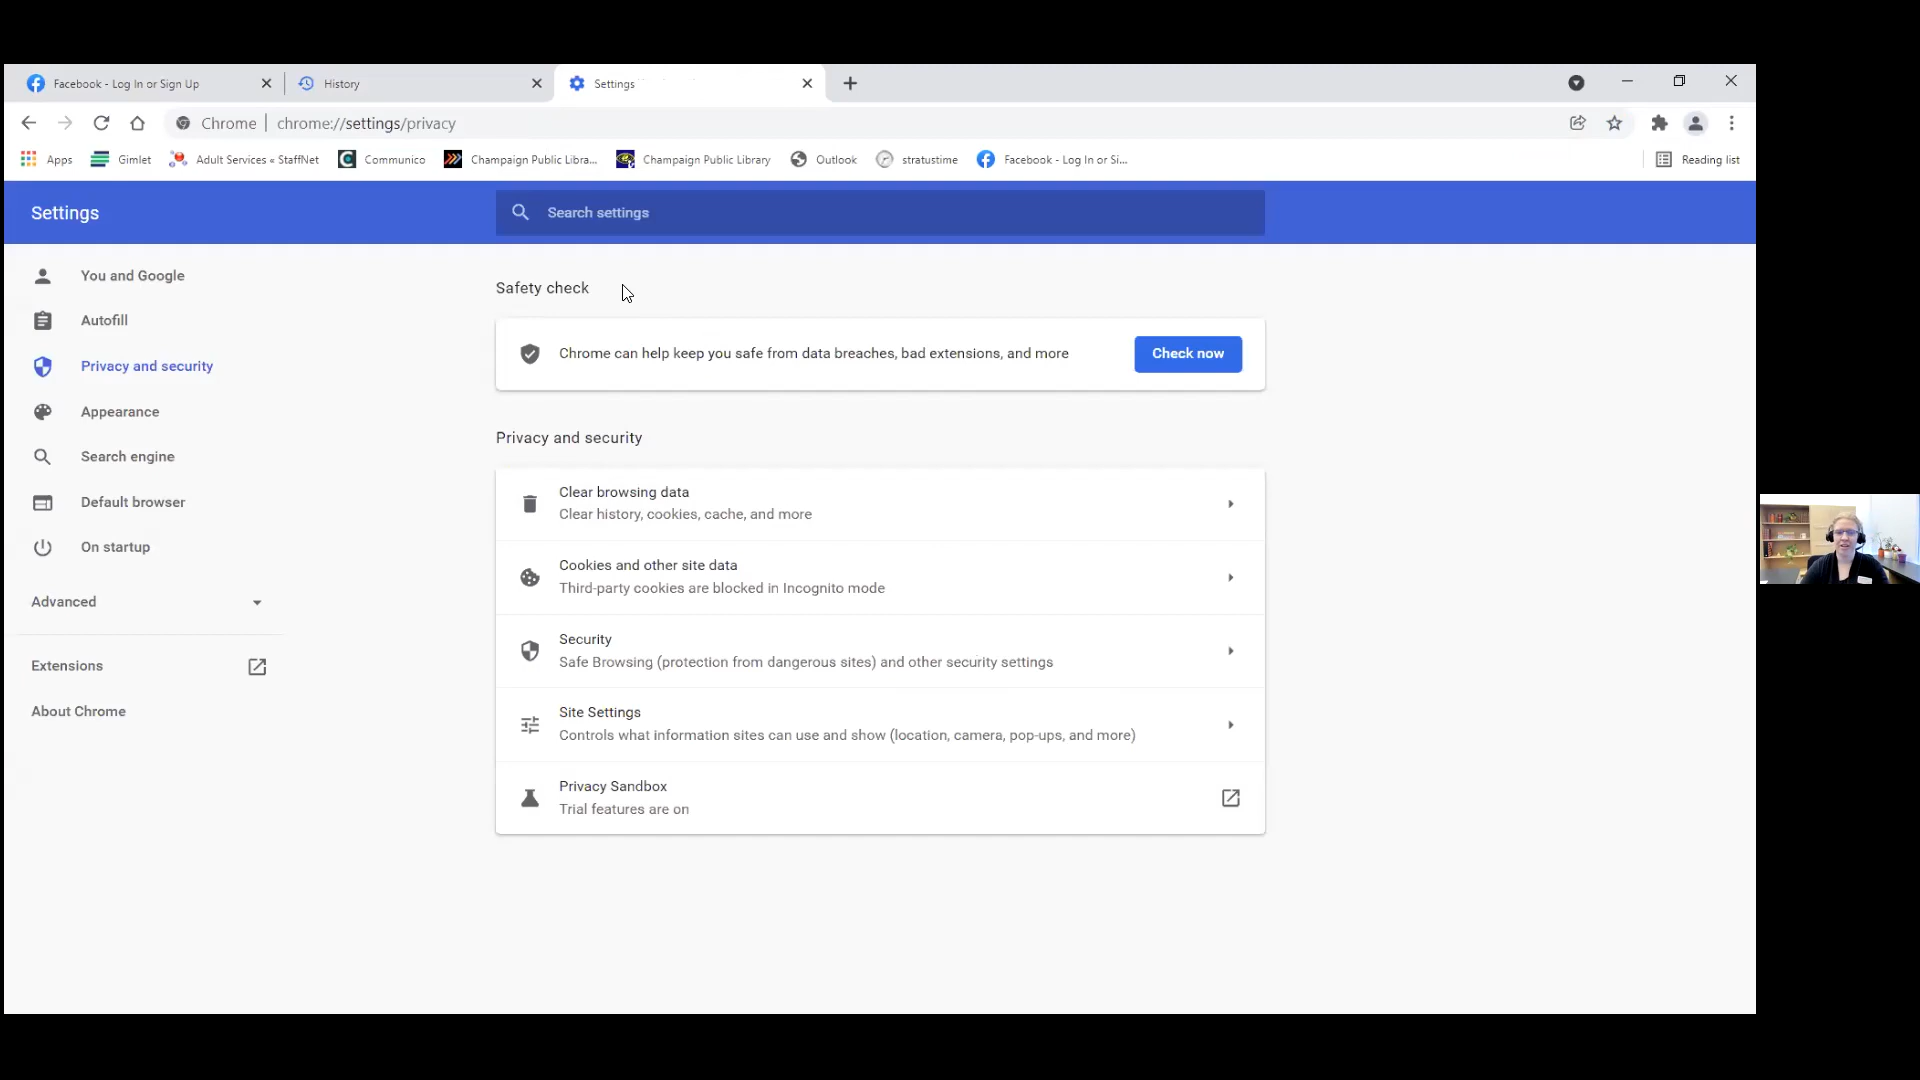 Facebook - Log In or Sign Up
History
Settings
Chrome | chrome://settings/privacy
Apps
Gimlet
Adult Services « StaffNet
Communico
Champaign Public Libra...
Champaign Public Library
Outlook
stratustime
Facebook - Log In or Si...
Reading list
Settings
Search settings
You and Google
Autofill
Privacy and security
Appearance
Search engine
Default browser
On startup
Advanced
Extensions
About Chrome
Safety check
Chrome can help keep you safe from data breaches, bad extensions, and more
Check now
Privacy and security
Clear browsing data
Clear history, cookies, cache, and more
Cookies and other site data
Third-party cookies are blocked in Incognito mode
Security
Safe Browsing (protection from dangerous sites) and other security settings
Site Settings
Controls what information sites can use and show (location, camera, pop-ups, and more)
Privacy Sandbox
Trial features are on